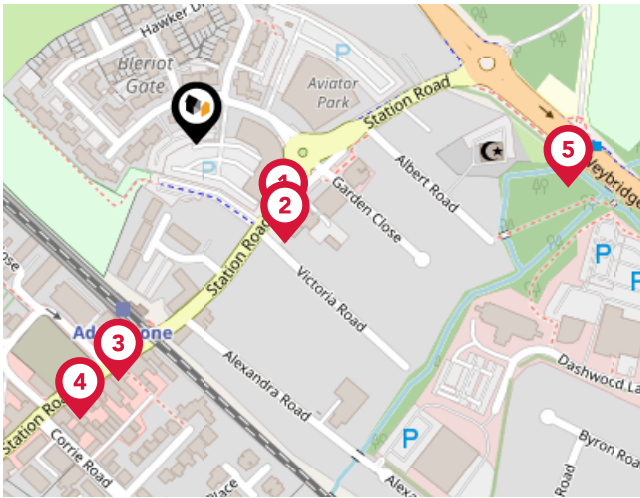 Hawker D
Bleriot
Gate
P
Aviator
Park
Station Road
P
Albert Road
5
Weybridge
1
2
Garden Close
Station Road
Victoria Road
P
P
Close
Addlestone
3
4
Alexandra Road
Dashwood La
Station Road
Corrie Road
P
Byron Roa
Road
Place
Alexa